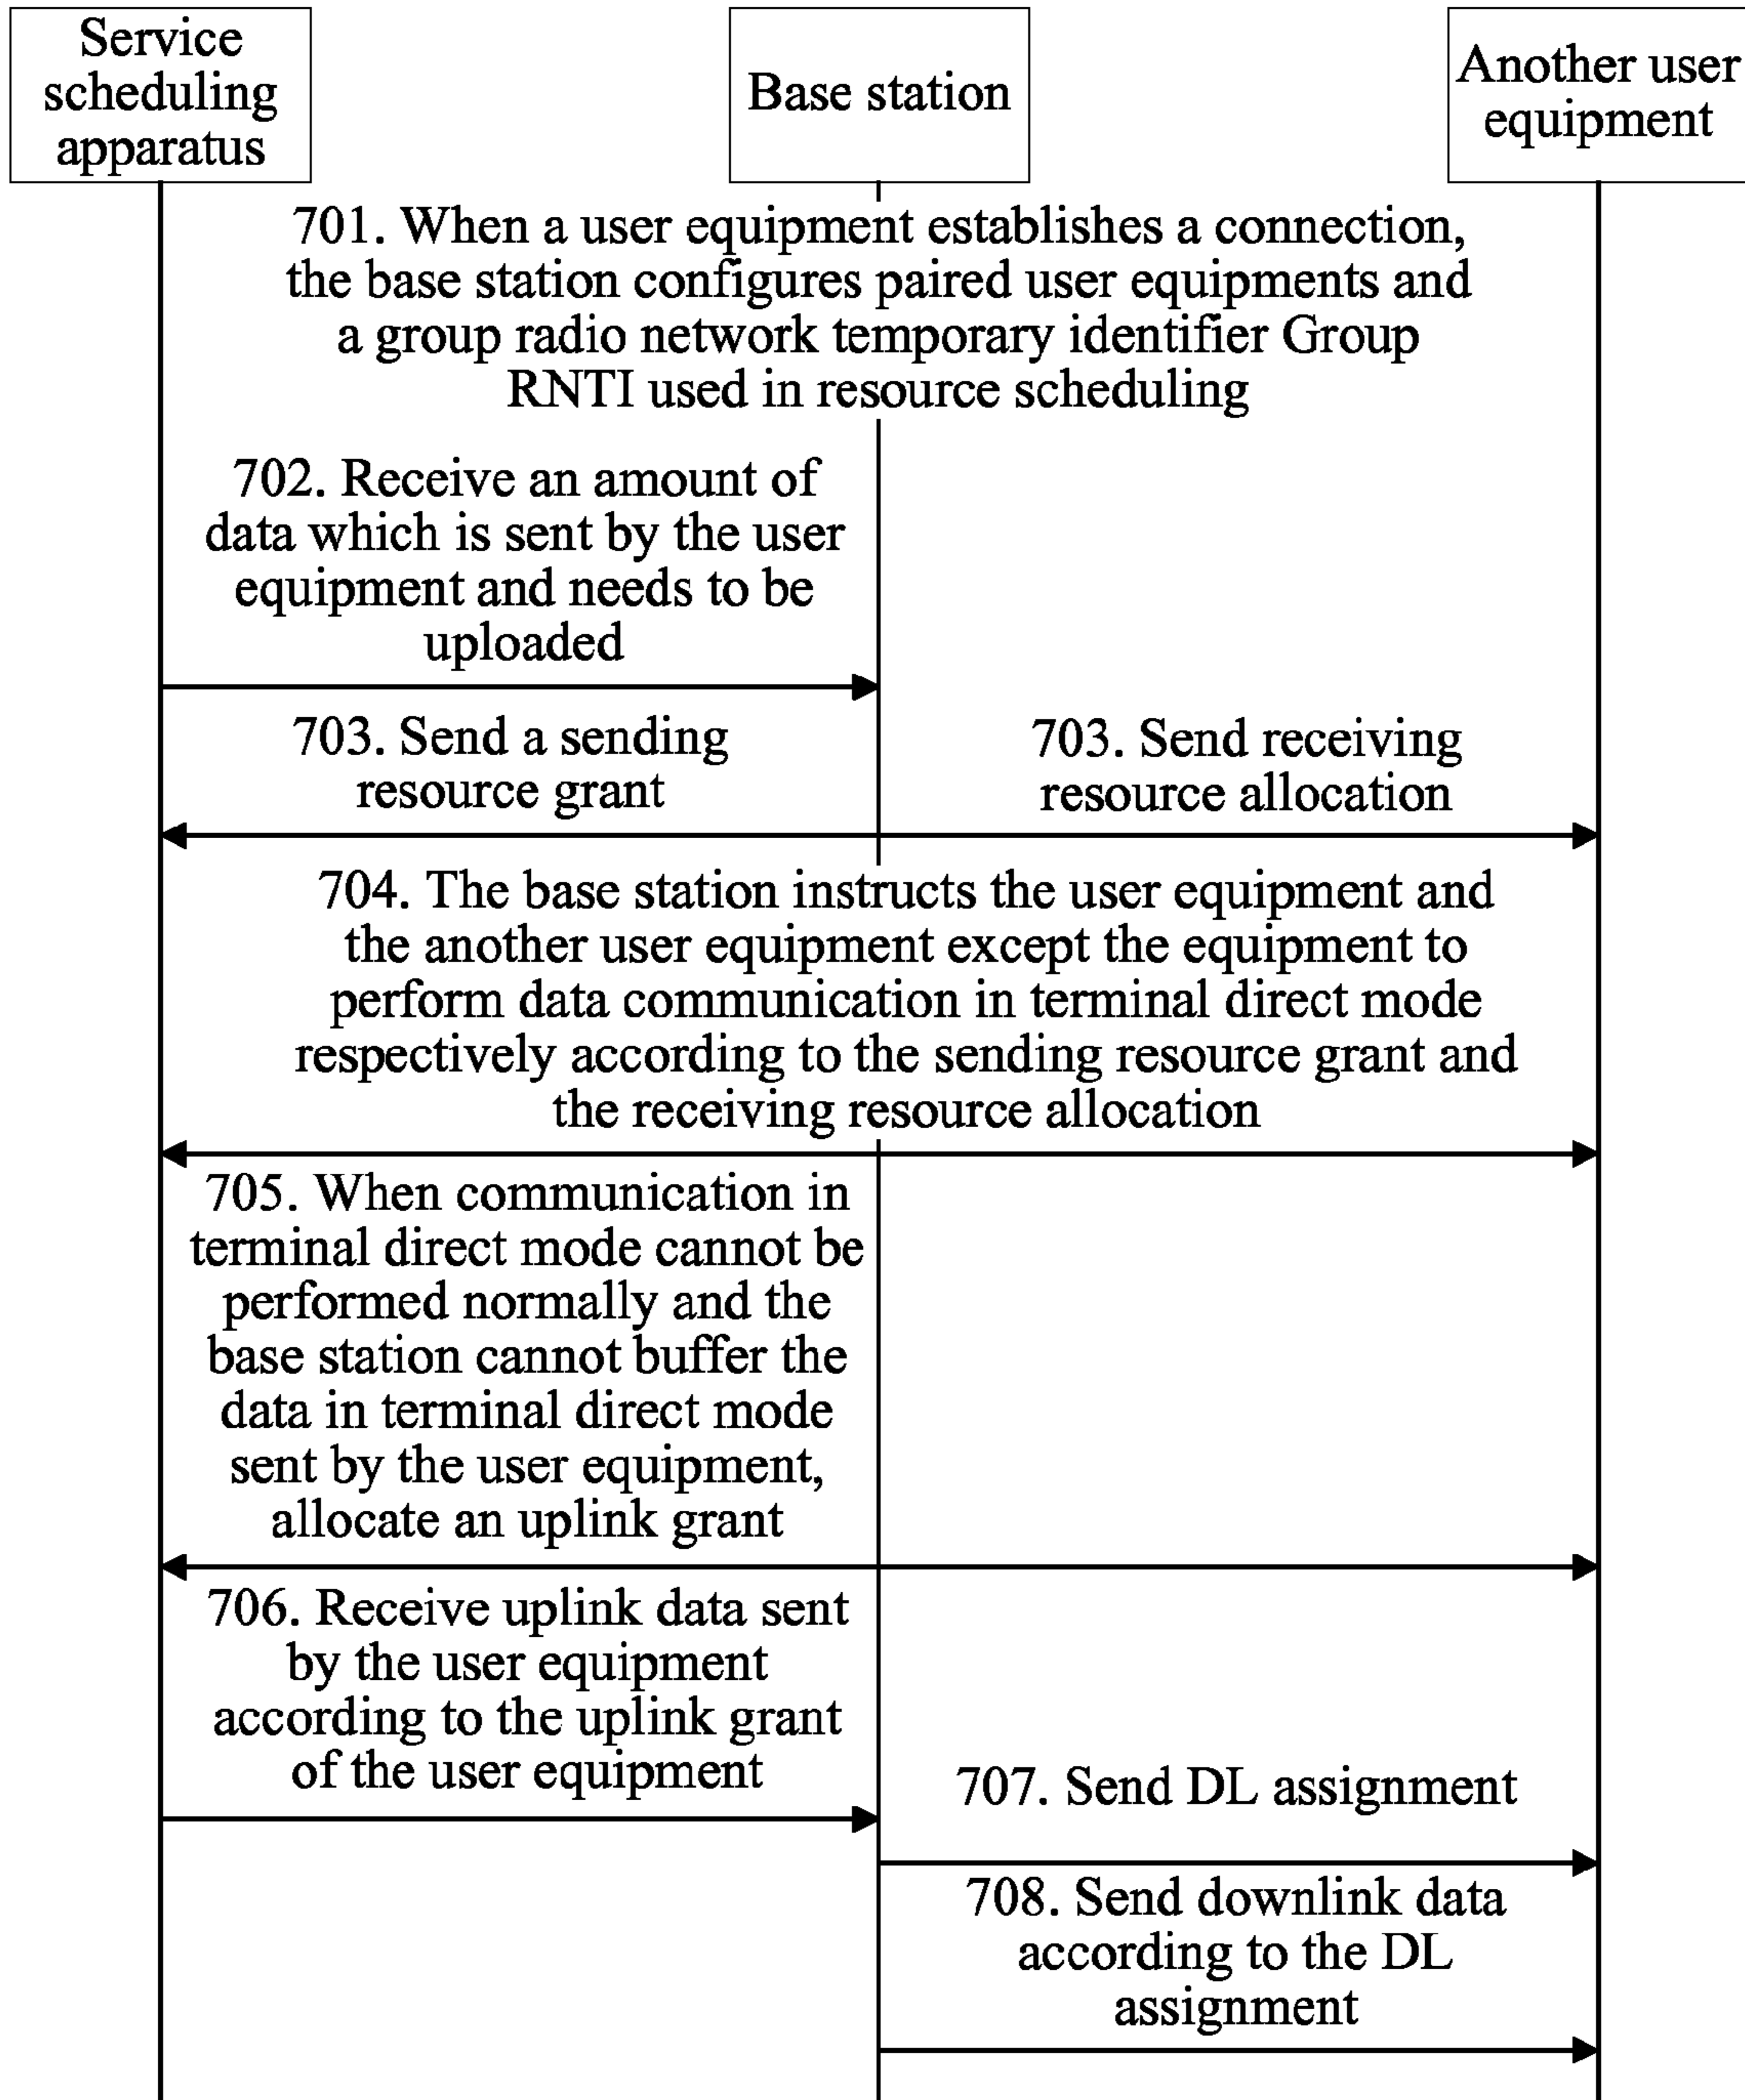 Service
scheduling
apparatus
Base station
Another user
equipment
701. When a user equipment establishes a connection,
the base station configures paired user equipments and
a group radio network temporary identifier Group
RNTI used in resource scheduling
702. Receive an amount of
data which is sent by the user
equipment and needs to be
uploaded
703. Send a sending
resource grant
703. Send receiving
resource allocation
704. The base station instructs the user equipment and
the another user equipment except the equipment to
perform data communication in terminal direct mode
respectively according to the sending resource grant and
the receiving resource allocation
705. When communication in
terminal direct mode cannot be
performed normally and the
base station cannot buffer the
data in terminal direct mode
sent by the user equipment,
allocate an uplink grant
706. Receive uplink data sent
by the user equipment
according to the uplink grant
of the user equipment
707. Send DL assignment
708. Send downlink data
according to the DL
assignment